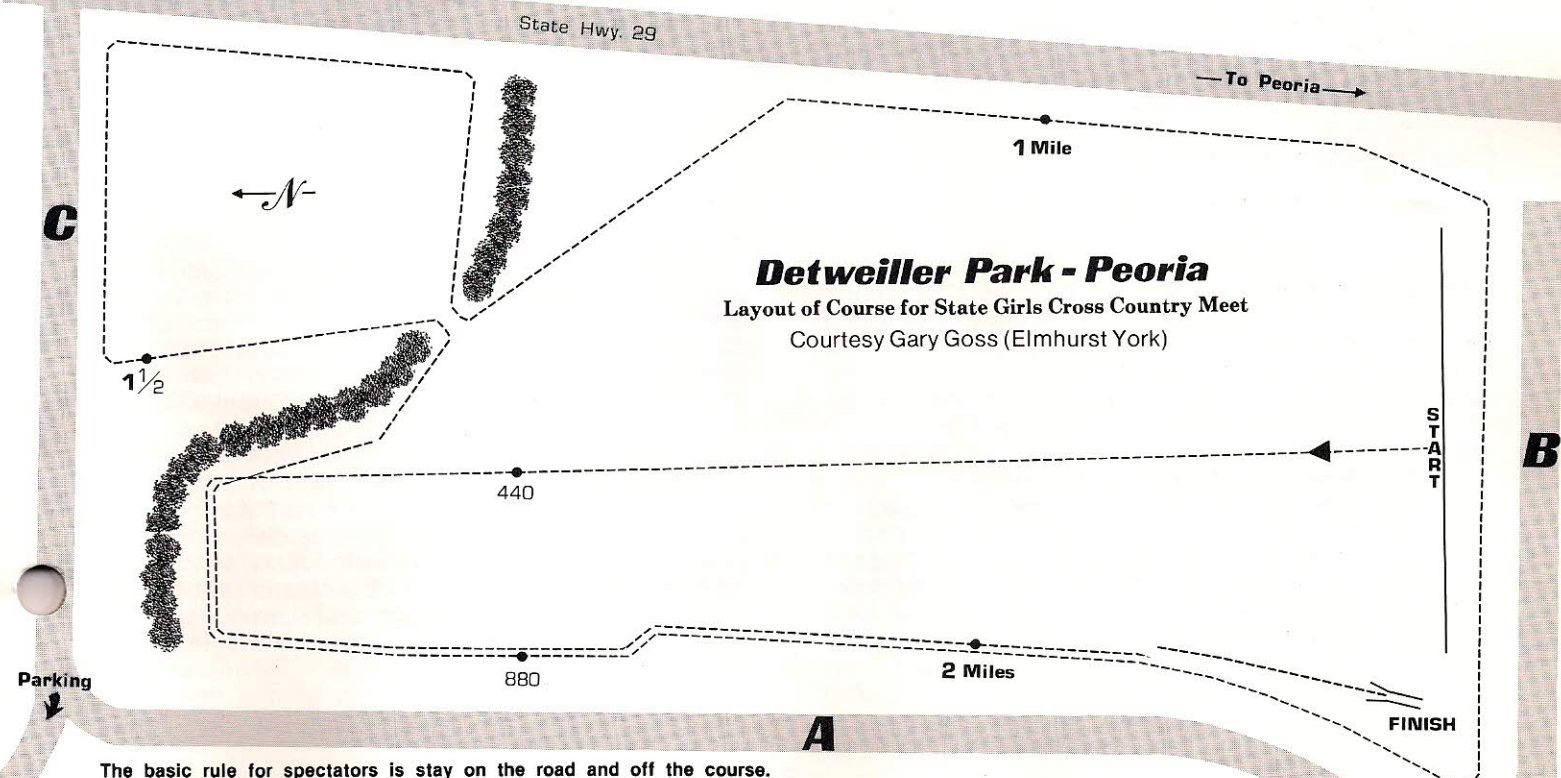 State Hwy. 29
To Peoria
1 Mile
N
C
Detweiller Park - Peoria
Layout of Course for State Girls Cross Country Meet
Courtesy Gary Goss (Elmhurst York)
1 1/2
START
B
440
Parking
880
2 Miles
FINISH
A
The basic rule for spectators is stay on the road and off the course.